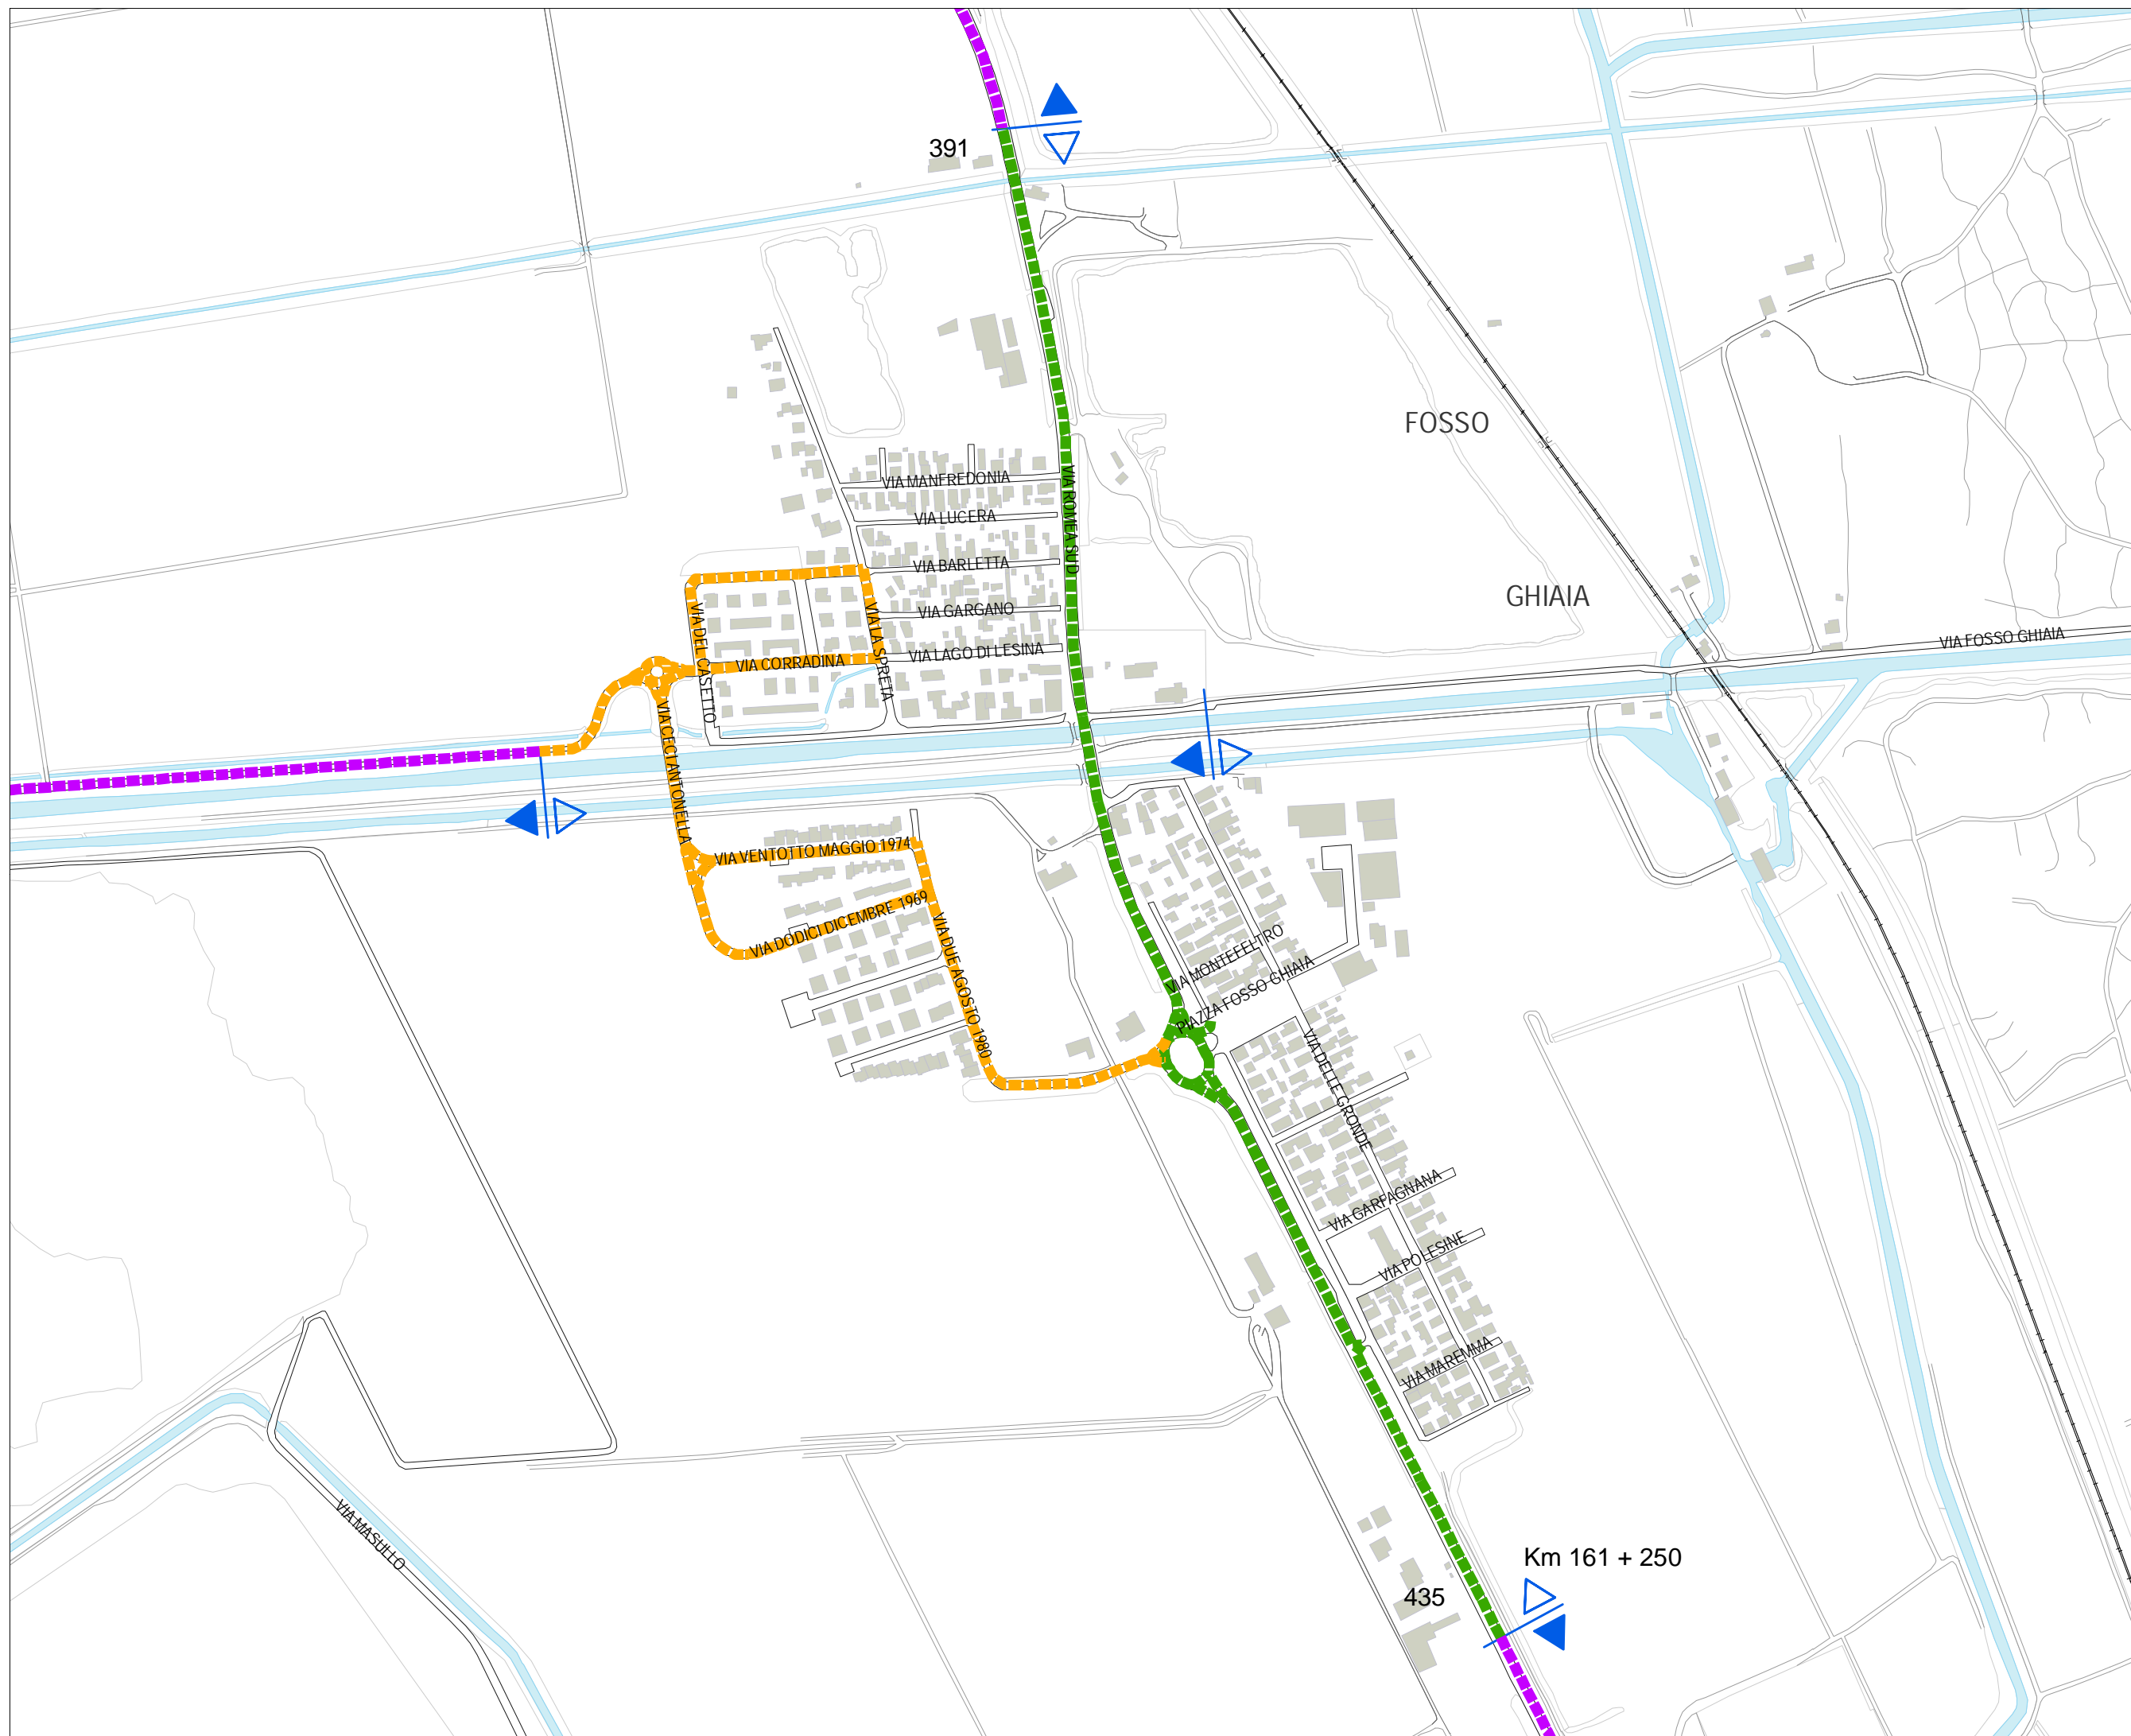 391
FOSSO
VIA MANFREDONIA
VIA ROMEA SUD
VIA LUCERA
VIA BARLETTA
GHIAIA
VIA GARGANO
VIA DEL CASETTO
VIA LA SPRETA
VIA FOSSO GHIAIA
VIA LAGO DI LESINA
VIA CORRADINA
VIA CECI ANTONELLA
VIA VENTOTTO MAGGIO 1974
VIA DODICI DICEMBRE 1969
VIA DUE AGOSTO 1980
VIA MONTEFELTRO
PIAZZA FOSSO GHIAIA
VIA DELLE GRONDE
VIA GARFAGNANA
VIA POLESINE
VIA MAREMMA
VIA MASULLO
Km 161 + 250
435